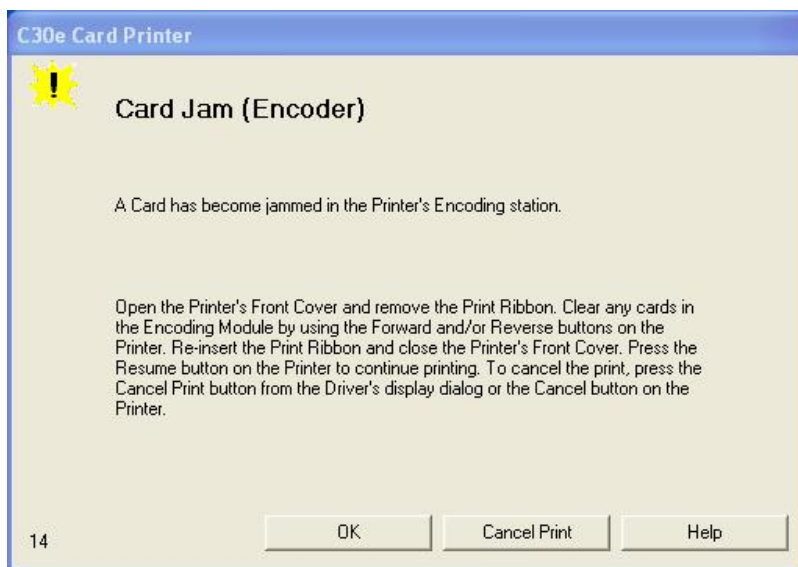 C30e Card Printer
Card Jam (Encoder)
A Card has become jammed in the Printer's Encoding station.
Open the Printer's Front Cover and remove the Print Ribbon. Clear any cards in
the Encoding Module by using the Forward and/or Reverse buttons on the
Printer. Re-insert the Print Ribbon and close the Printer's Front Cover. Press the
Resume button on the Printer to continue printing. To cancel the print, press the
Cancel Print button from the Driver's display dialog or the Cancel button on the
Printer.
14
OK
Cancel Print
Help